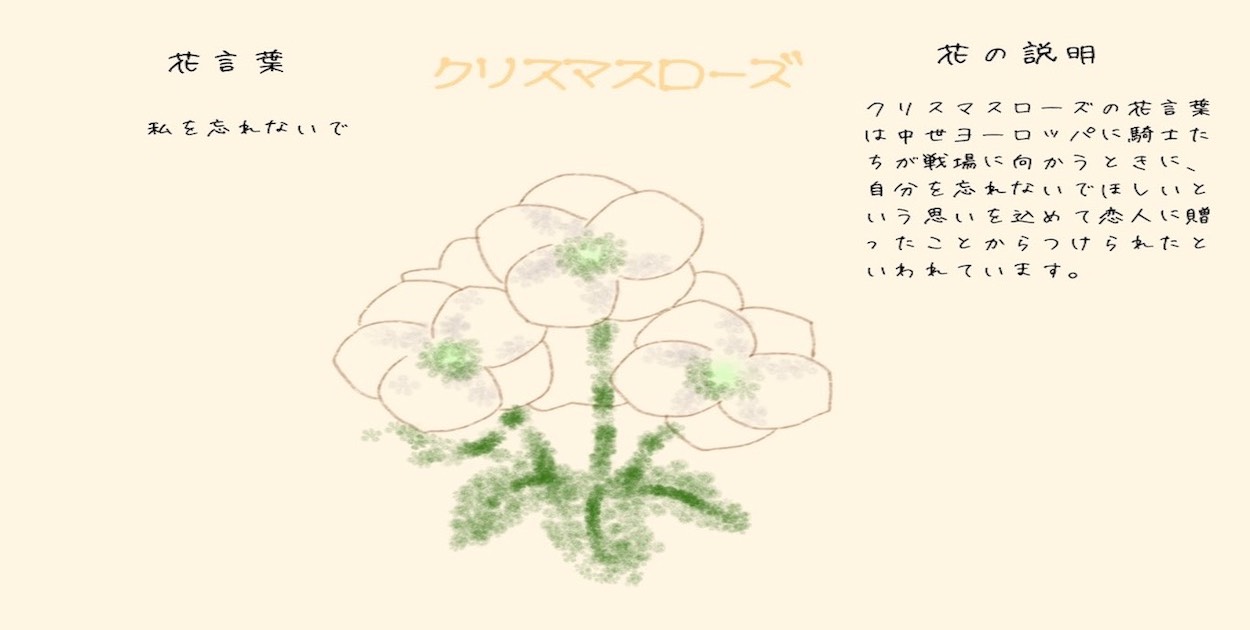 花言葉
私を忘れないで
クリスマスローズ
花の説明
クリスマスローズの花言葉
は中世ヨーロッパに騎士た
ちが戦場に向かうときに、
自分を忘れないでほしいと
いう思いを込めて恋人に贈
ったことからつけられたと
いわれています。